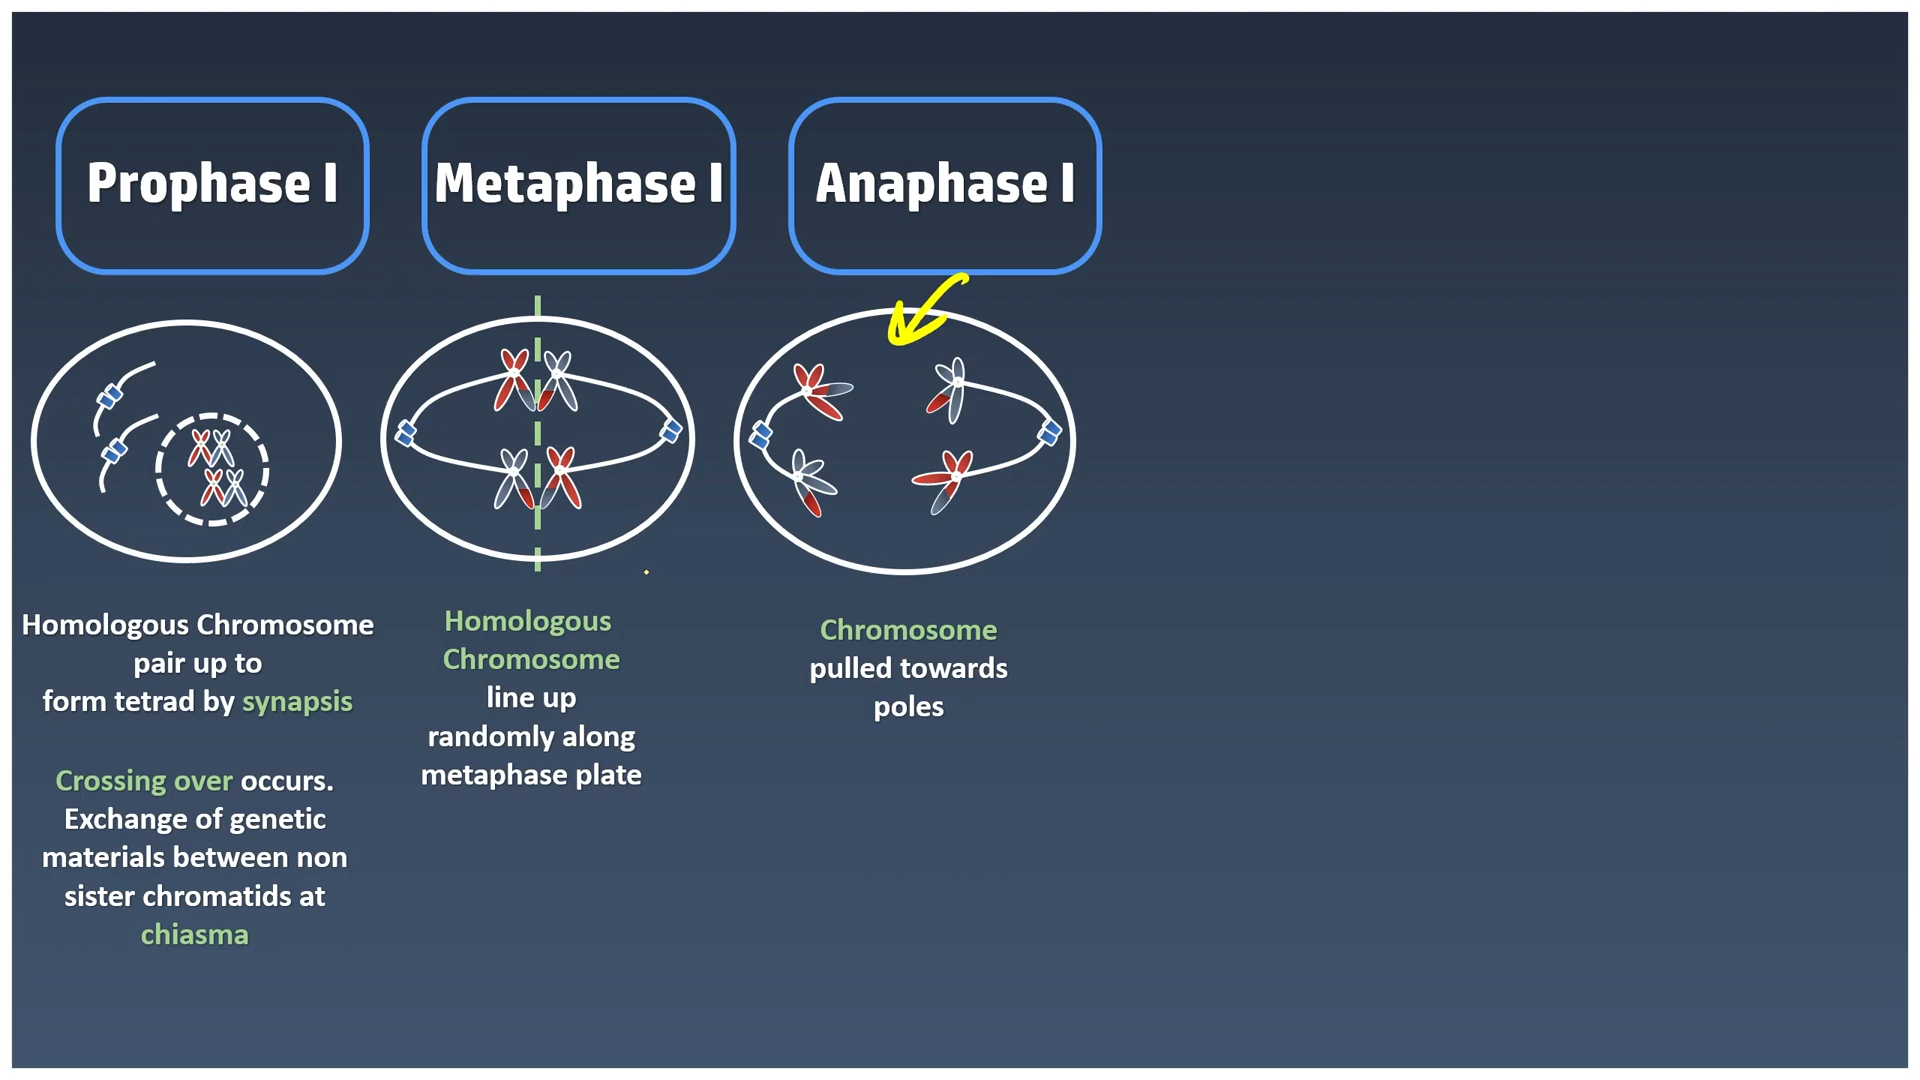 Prophase I
Metaphase I
Anaphase I
Homologous Chromosome
pair up to
form tetrad by synapsis
Crossing over occurs.
Exchange of genetic
materials between non
sister chromatids at
chiasma
Homologous
Chromosome
line up
randomly along
metaphase plate
Chromosome
pulled towards
poles